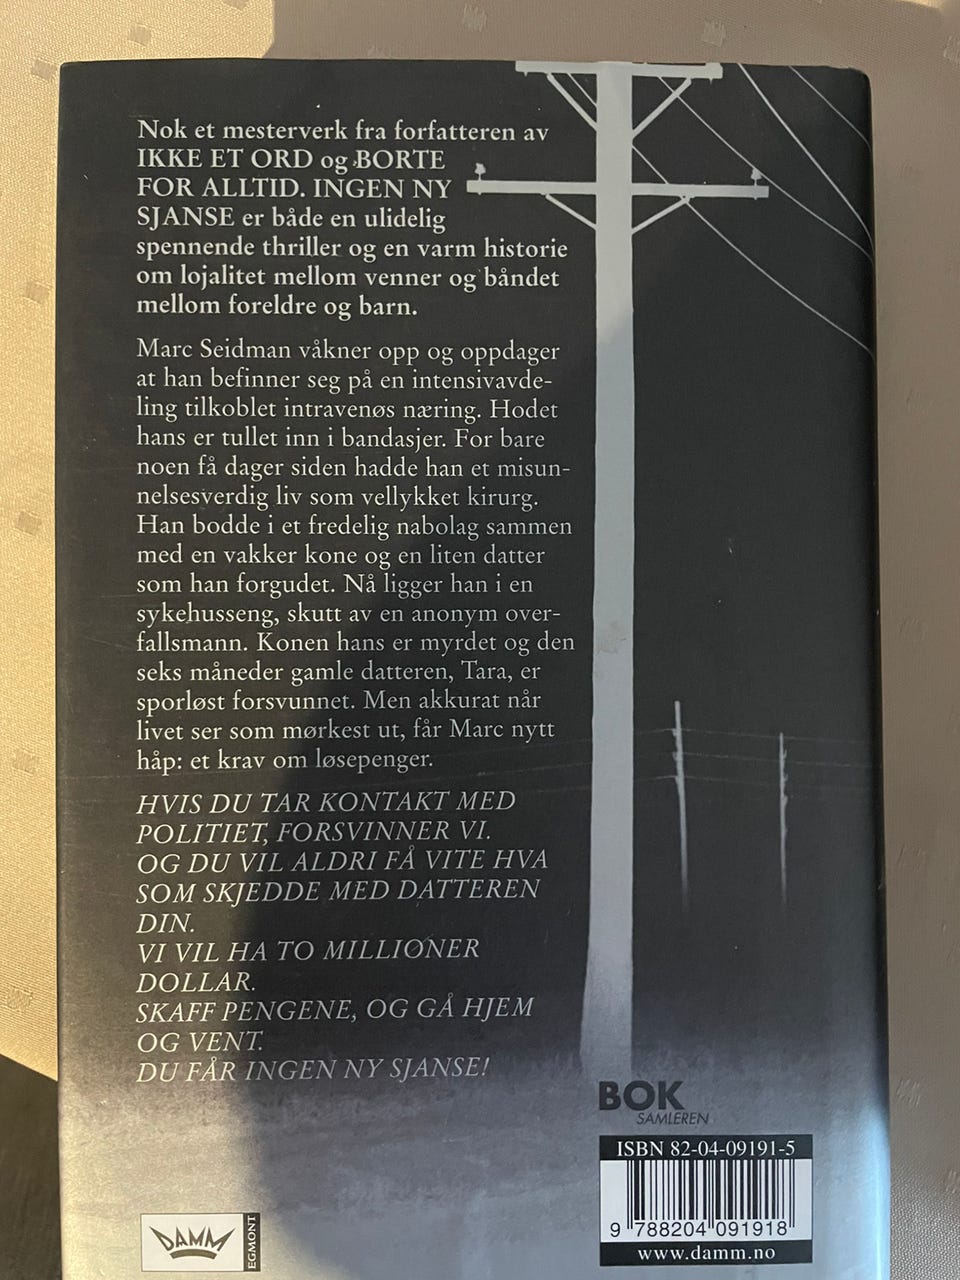 Nok et mesterverk fra forfatteren av
IKKE ET ORD og BORTE
FOR ALLTID. INGEN NY
SJANSE er både en ulidelig
spennende thriller og en varm historie
om lojalitet mellom venner og båndet
mellom foreldre og barn.
Marc Seidman våkner opp og oppdager
at han befinner seg på en intensivavde-
ling tilkoblet intravenøs næring. Hodet
hans er tullet inn i bandasjer. For bare
noen få dager siden hadde han et misun-
nelsesverdig liv som vellykket kirurg.
Han bodde i et fredelig nabolag sammen
med en vakker kone og en liten datter
som han forgudet. Nå ligger han i en
sykehusseng, skutt av en anonym over-
fallsmann. Konen hans er myrdet og den
seks måneder gamle datteren, Tara, er
sporløst forsvunnet. Men akkurat når
livet ser som mørkest ut, får Marc nytt
håp: et krav om løsepenger.
HVIS DU TAR KONTAKT MED
POLITIET, FORSVINNER VI.
OG DU VIL ALDRI FÅ VITE HVA
SOM SKJEDDE MED DATTEREN
DIN.
VI VIL HA TO MILLIONER
DOLLAR.
SKAFF PENGENE, OG GÅ HJEM
OG VENT.
DU FÅR INGEN NY SJANSE!
BOK
SAMLEREN
ISBN 82-04-09191-5
9 788204 091918
www.damm.no
DAMM
EGMONT